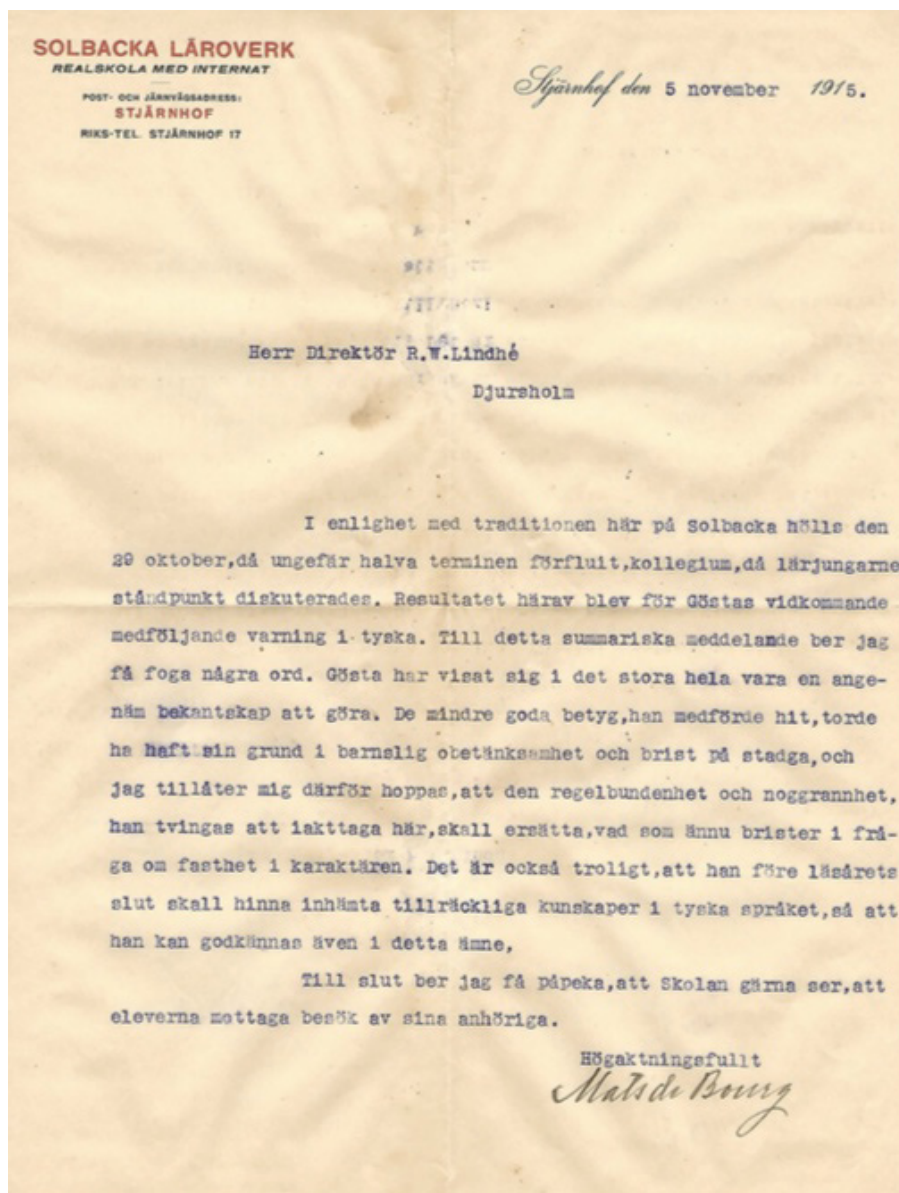 SOLBACKA LÄROVERK
REALSKOLA MED INTERNAT
POST- OCH JÄRNVÄGSADRESS:
STJÄRNHOF
RIKS-TEL. STJÄRNHOF 17
Stjärnhof den 5 november 1915.
Herr Direktör R.W.Lindhé
Djursholm
I enlighet med traditionen här på Solbacka hölls den
29 oktober,då ungefär halva terminen förfluit,kollegium,då lärjungarne
ståndpunkt diskuterades. Resultatet härav blev för Göstas vidkommande
medföljande varning i tyska. Till detta summariska meddelande ber jag
få foga några ord. Gösta har visat sig i det stora hela vara en ange-
näm bekantskap att göra. De mindre goda betyg,han medförde hit,torde
ha haft sin grund i barnslig obetänksamhet och brist på stadga,och
jag tillåter mig därför hoppas,att den regelbundenhet och noggrannhet,
han tvingas att iakttaga här,skall ersätta,vad som ännu brister i frå-
ga om fasthet i karaktären. Det är också troligt,att han före läsårets
slut skall hinna inhämta tillräckliga kunskaper i tyska språket,så att
han kan godkännas även i detta ämne,
Till slut ber jag få påpeka,att Skolan gärna ser,att
eleverna mottaga besök av sina anhöriga.
Högaktningsfullt
Mats de Bourg